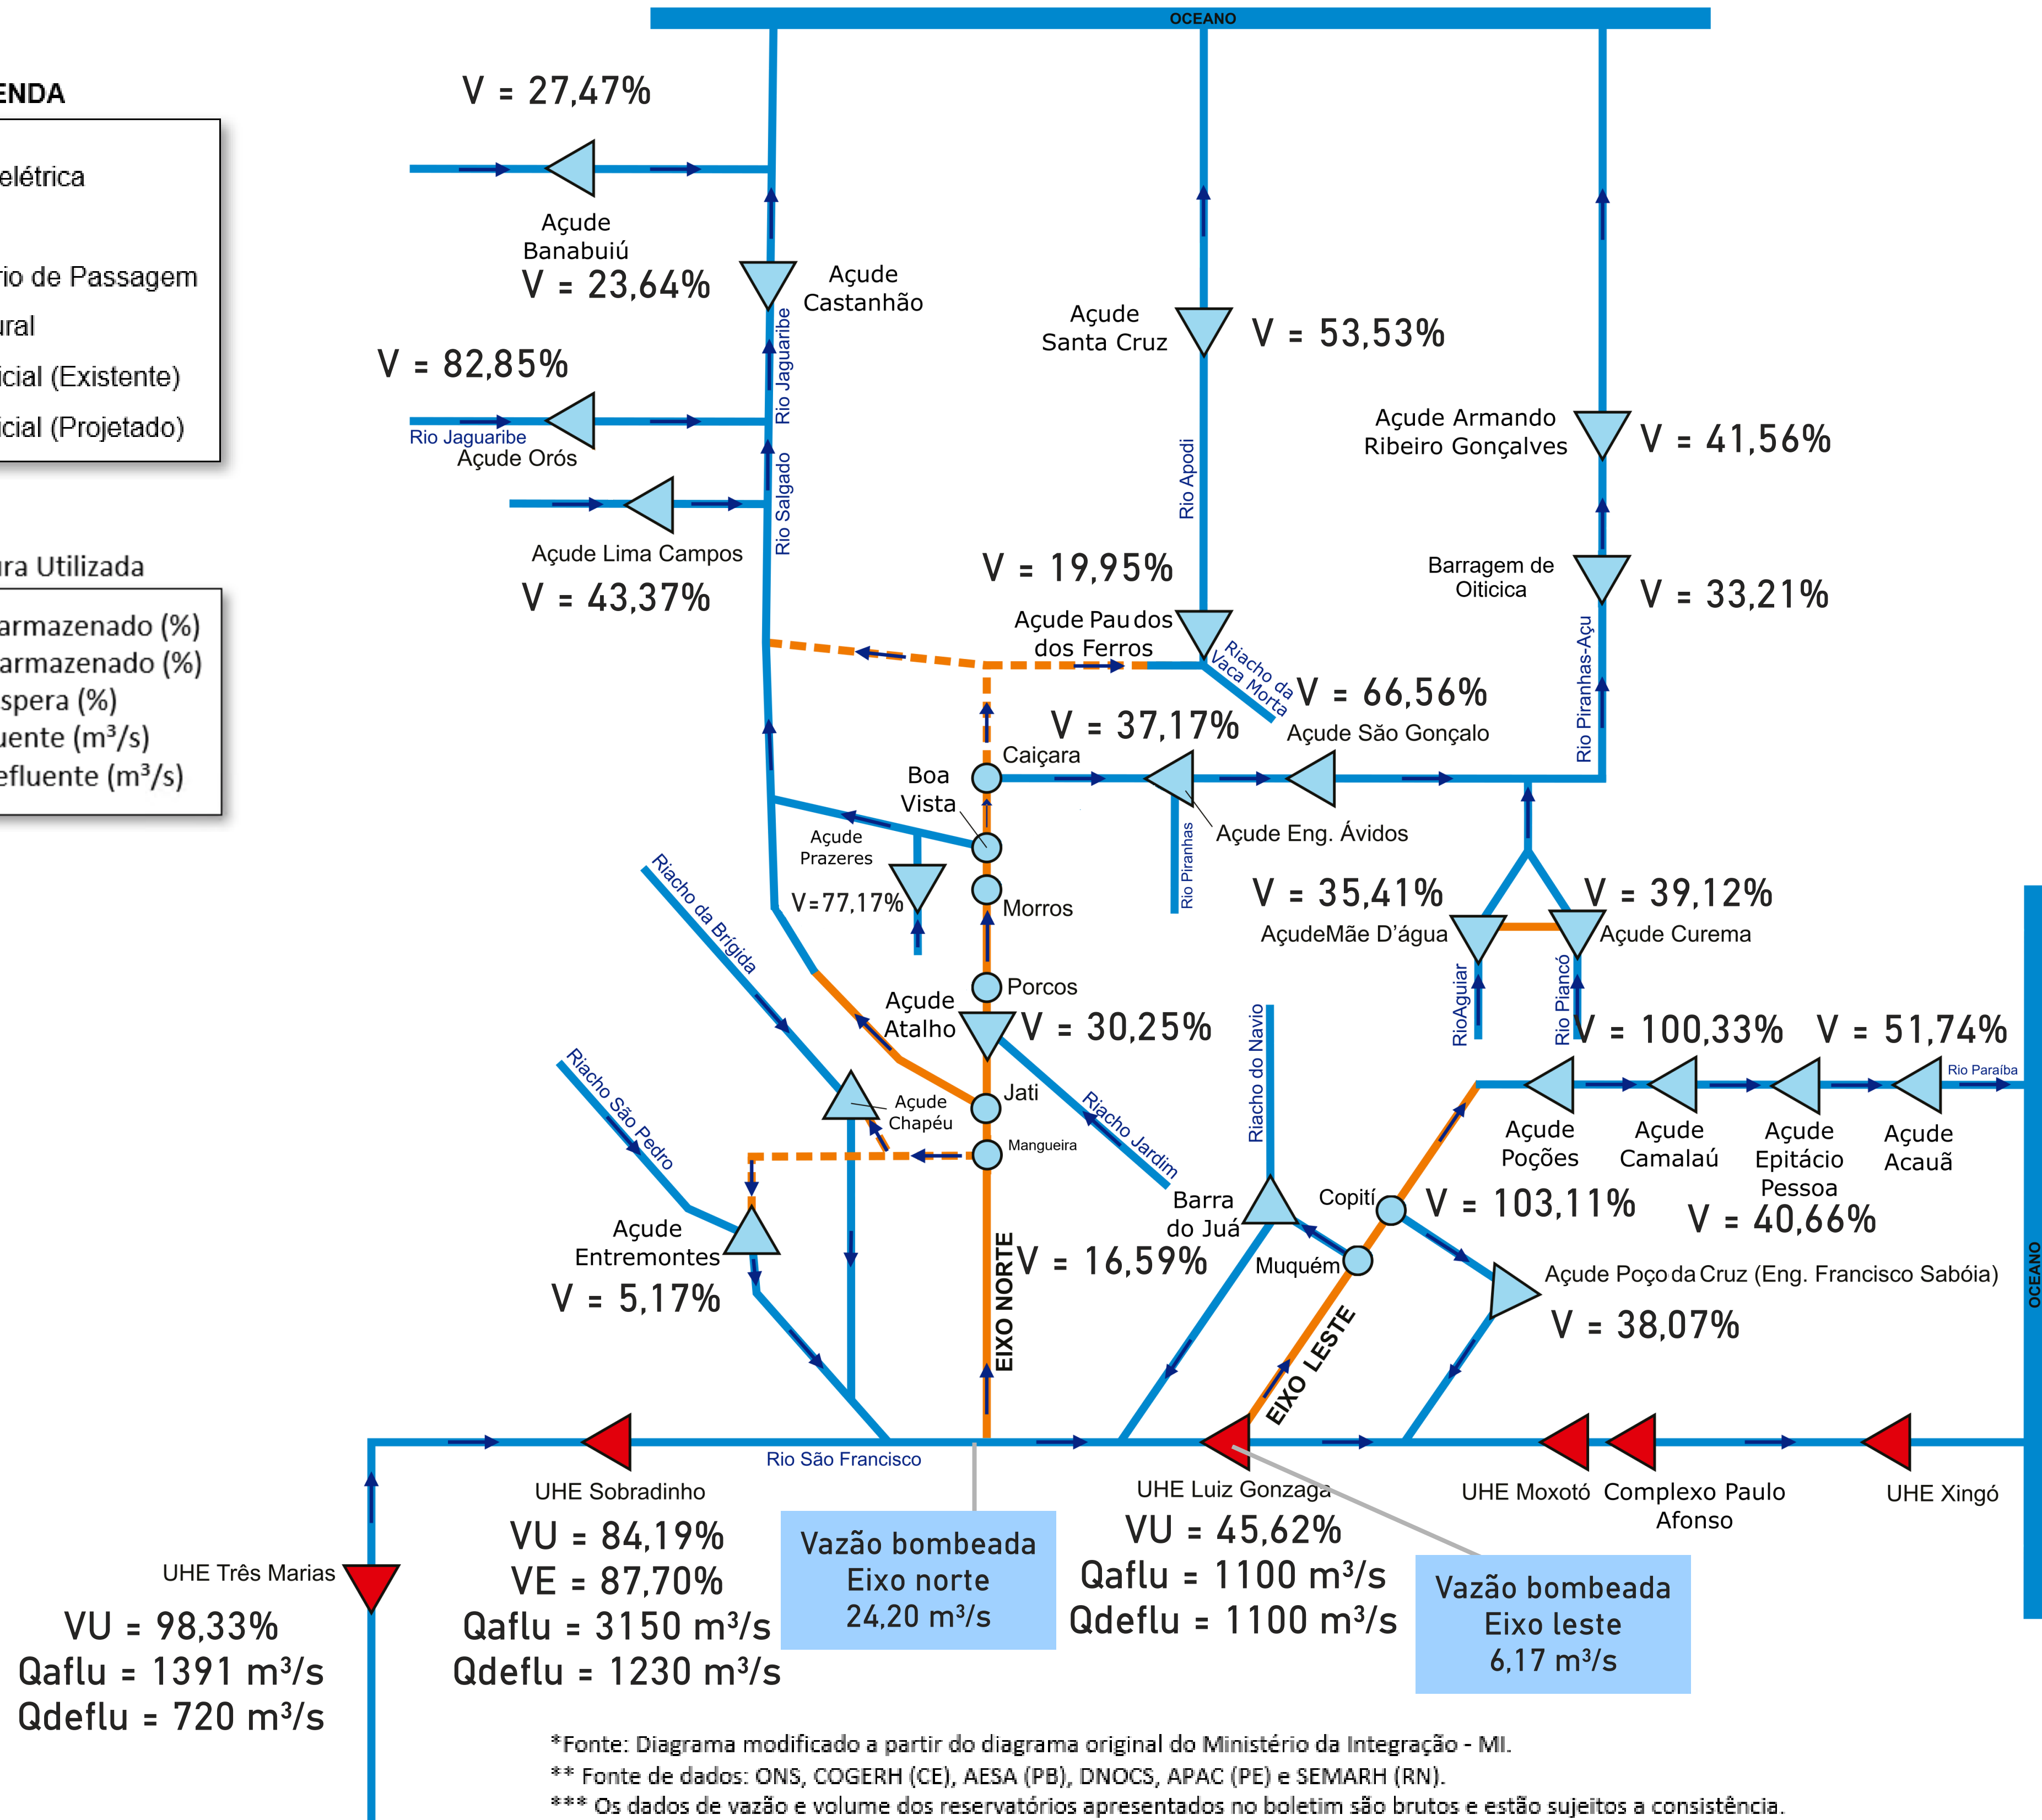 OCEANO
ENDA
elétrica
rio de Passagem
ural
icial (Existente)
icial (Projetado)
ura Utilizada
armazenado (%)
armazenado (%)
spera (%)
uente (m³/s)
efluente (m³/s)
V = 27,47%
Açude
Banabuiú
V = 23,64%
Açude
Castanhão
Rio Jaguaribe
V = 82,85%
Rio Jaguaribe
Açude Orós
Rio Salgado
Açude Lima Campos
V = 43,37%
Açude
Santa Cruz
V = 53,53%
Rio Apodi
Açude Armando
Ribeiro Gonçalves
V = 41,56%
Barragem de
Oiticica
V = 33,21%
Rio Piranhas-Açu
V = 19,95%
Açude Pau dos
dos Ferros
Riacho da
Vaca Morta
V = 66,56%
Açude São Gonçalo
V = 37,17%
Caiçara
Boa
Vista
Açude Eng. Ávidos
Rio Piranhas
Açude
Prazeres
V=77,17%
Morros
Riacho da Brígida
V = 35,41%
AçudeMãe D'água
V = 39,12%
Açude Curema
RioAguiar
Rio Piancó
Porcos
Açude
Atalho
V = 30,25%
Riacho do Navio
V = 100,33%
V = 51,74%
Rio Paraíba
Riacho São Pedro
Açude
Chapéu
Jati
Mangueira
Riacho Jardim
Açude
Poções
Açude
Camalaú
Açude
Epitácio
Pessoa
Açude
Acauã
V = 103,11%
V = 40,66%
Copití
Barra
do Juá
Muquém
V = 16,59%
EIXO NORTE
Açude
Entremontes
V = 5,17%
Açude Poço da Cruz (Eng. Francisco Sabóia)
V = 38,07%
EIXO LESTE
OCEANO
Rio São Francisco
UHE Sobradinho
VU = 84,19%
VE = 87,70%
Qaflu = 3150 m³/s
Qdeflu = 1230 m³/s
Vazão bombeada
Eixo norte
24,20 m³/s
UHE Luiz Gonzaga
VU = 45,62%
Qaflu = 1100 m³/s
Qdeflu = 1100 m³/s
Vazão bombeada
Eixo leste
6,17 m³/s
UHE Moxotó
Complexo Paulo
Afonso
UHE Xingó
UHE Três Marias
VU = 98,33%
Qaflu = 1391 m³/s
Qdeflu = 720 m³/s
*Fonte: Diagrama modificado a partir do diagrama original do Ministério da Integração - MI.
** Fonte de dados: ONS, COGERH (CE), AESA (PB), DNOCS, APAC (PE) e SEMARH (RN).
*** Os dados de vazão e volume dos reservatórios apresentados no boletim são brutos e estão sujeitos a consistência.